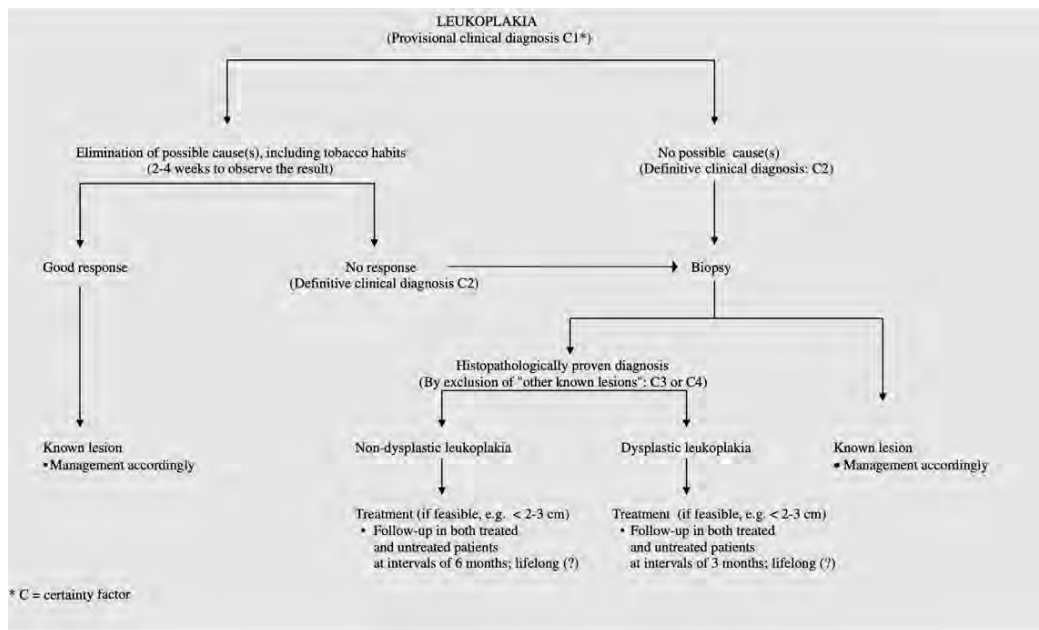 LEUKOPLAKIA
(Provisional clinical diagnosis C1*)
Elimination of possible cause(s), including tobacco habits
(2-4 weeks to observe the result)
No possible cause(s)
(Definitive clinical diagnosis: C2)
Good response
No response
(Definitive clinical diagnosis C2)
Biopsy
Histopathologically proven diagnosis
(By exclusion of "other known lesions": C3 or C4)
Known lesion
• Management accordingly
Non-dysplastic leukoplakia
Dysplastic leukoplakia
Known lesion
• Management accordingly
Treatment (if feasible, e.g. < 2-3 cm)
• Follow-up in both treated
and untreated patients
at intervals of 6 months; lifelong (?)
Treatment (if feasible, e.g. < 2-3 cm)
• Follow-up in both treated
and untreated patients
at intervals of 3 months; lifelong (?)
* C = certainty factor